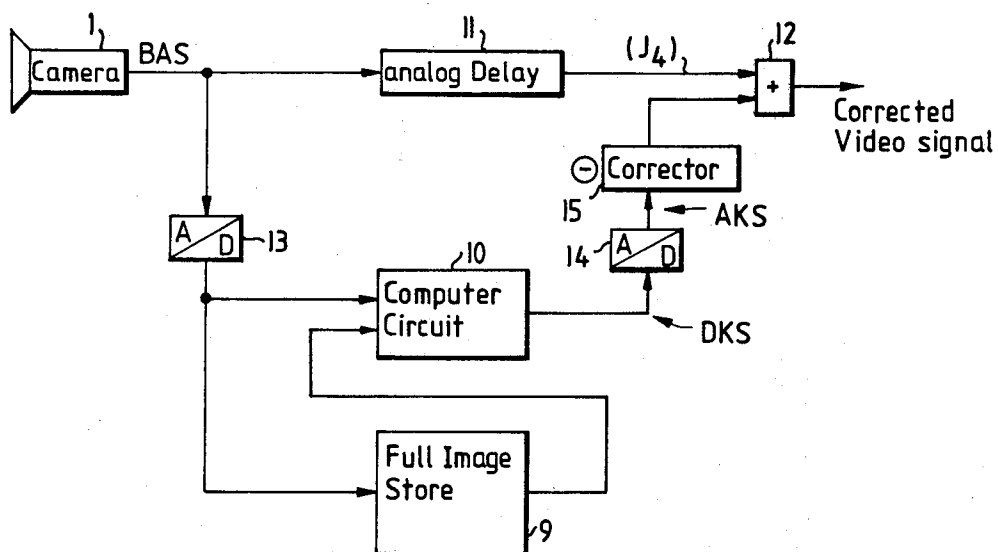 1
Camera
BAS
11
analog Delay
(J4)
12
+
Corrected
Video signal
⊖ Corrector
15
AKS
A
D
13
14
A
D
10
Computer
Circuit
DKS
Full Image
Store
9